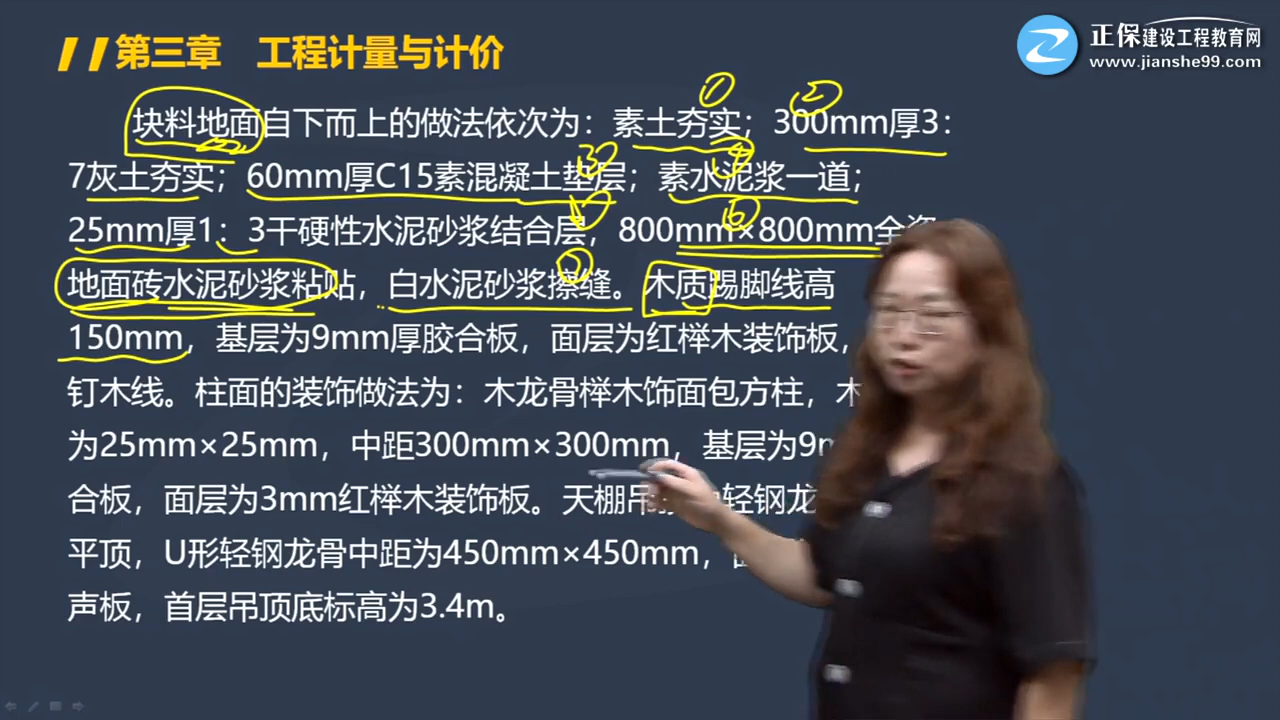 第三章 工程计量与计价
正保建设工程教育网
www.jianshe99.com
块料地面自下而上的做法依次为：素土夯实；300mm厚3：
7灰土夯实；60mm厚C15素混凝土垫层；素水泥浆一道；
25mm厚1：3干硬性水泥砂浆结合层，800mm×800mm全瓷
地面砖水泥砂浆粘贴，白水泥砂浆擦缝。木质踢脚线高
150mm，基层为9mm厚胶合板，面层为红榉木装饰板，
钉木线。柱面的装饰做法为：木龙骨榉木饰面包方柱，木
为25mm×25mm，中距300mm×300mm，基层为9m
合板，面层为3mm红榉木装饰板。天棚吊 轻钢龙
平顶，U形轻钢龙骨中距为450mm×450mm，
声板，首层吊顶底标高为3.4m。